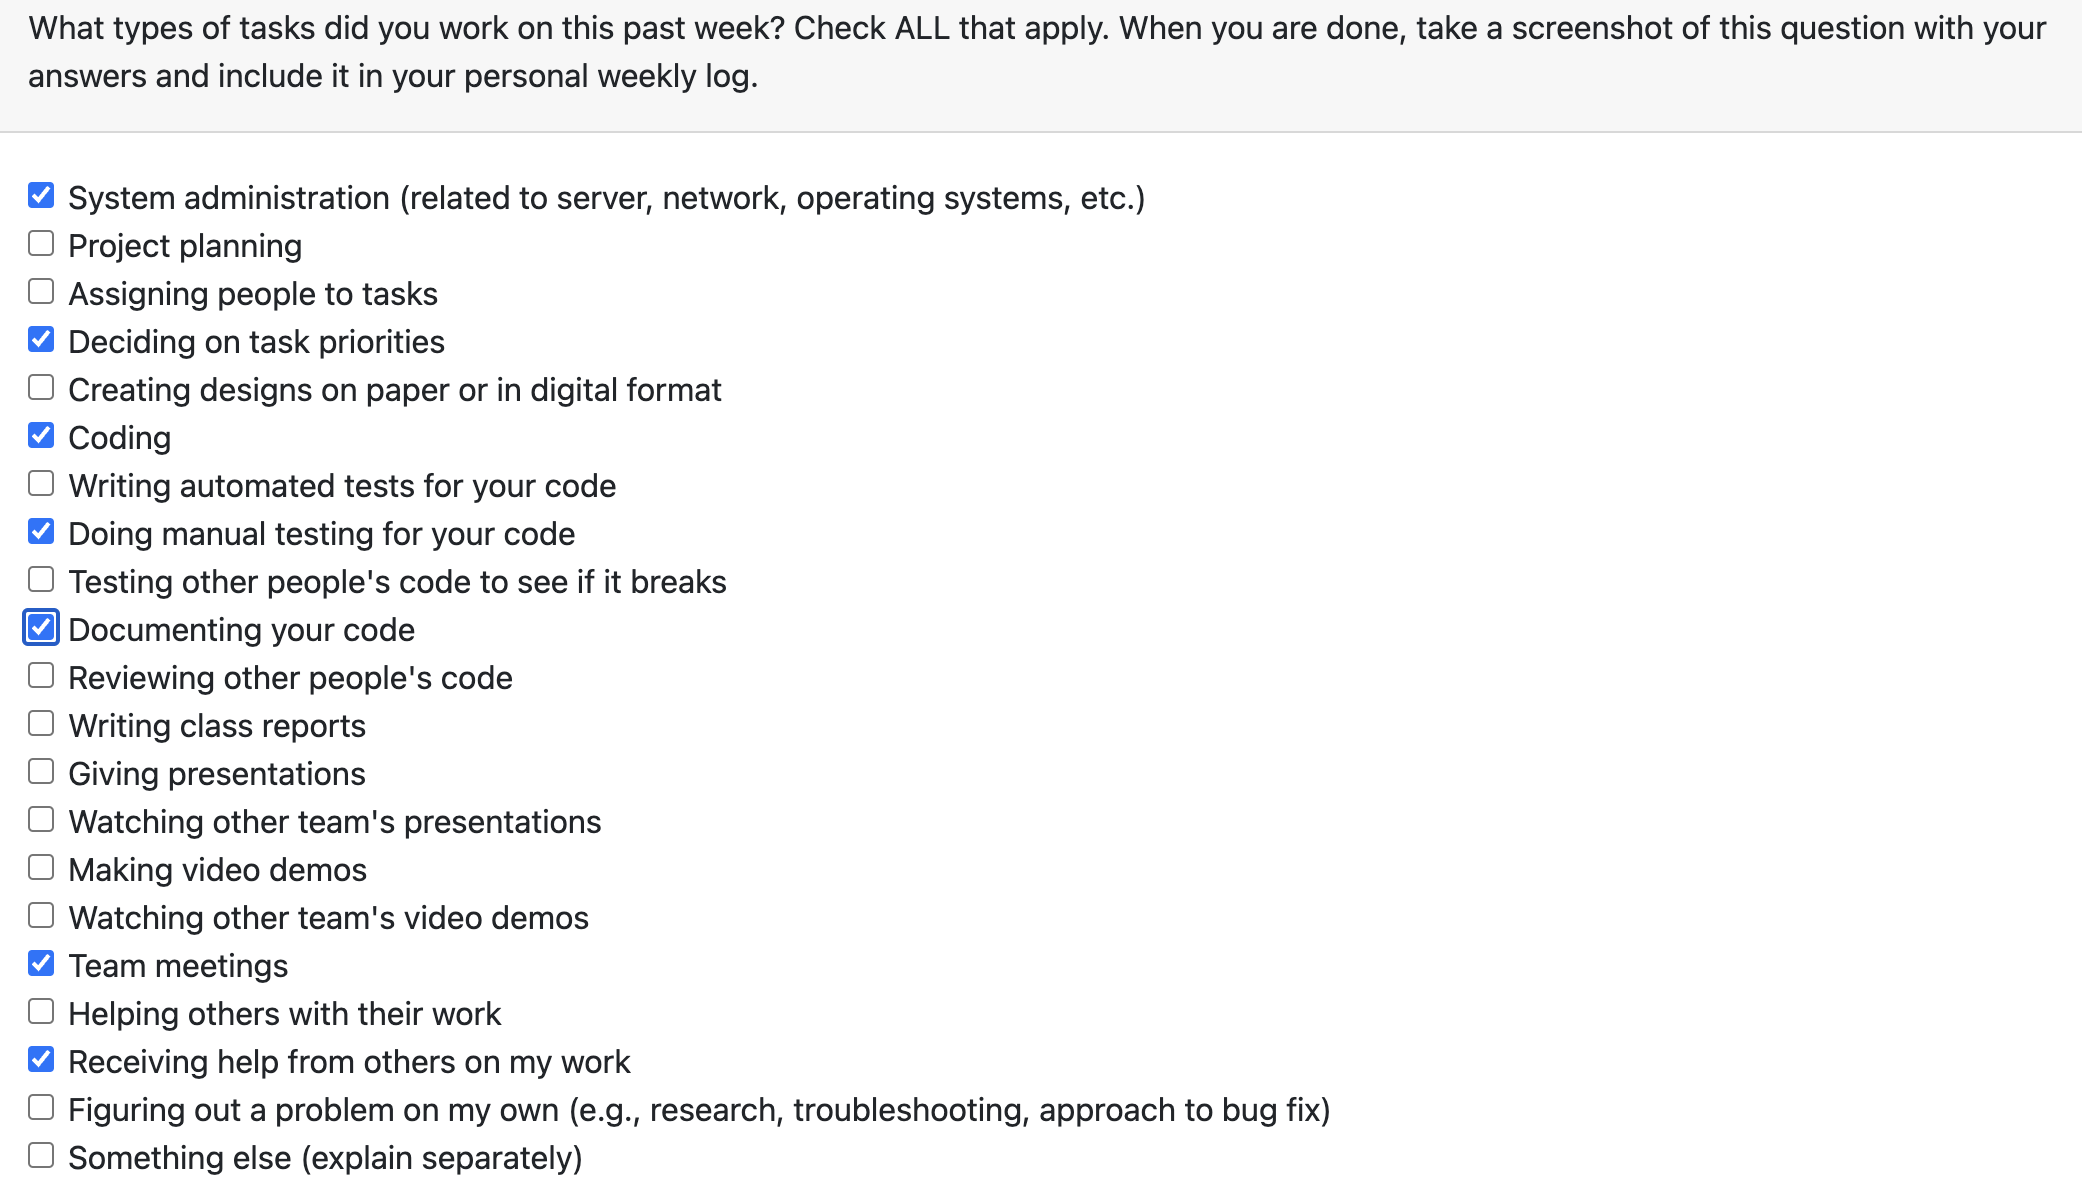 What types of tasks did you work on this past week? Check ALL that apply. When you are done, take a screenshot of this question with your
answers and include it in your personal weekly log.
System administration (related to server, network, operating systems, etc.)
Project planning
Assigning people to tasks
Deciding on task priorities
Creating designs on paper or in digital format
Coding
Writing automated tests for your code
Doing manual testing for your code
Testing other people's code to see if it breaks
Documenting your code
Reviewing other people's code
Writing class reports
Giving presentations
Watching other team's presentations
Making video demos
Watching other team's video demos
Team meetings
Helping others with their work
Receiving help from others on my work
Figuring out a problem on my own (e.g., research, troubleshooting, approach to bug fix)
Something else (explain separately)